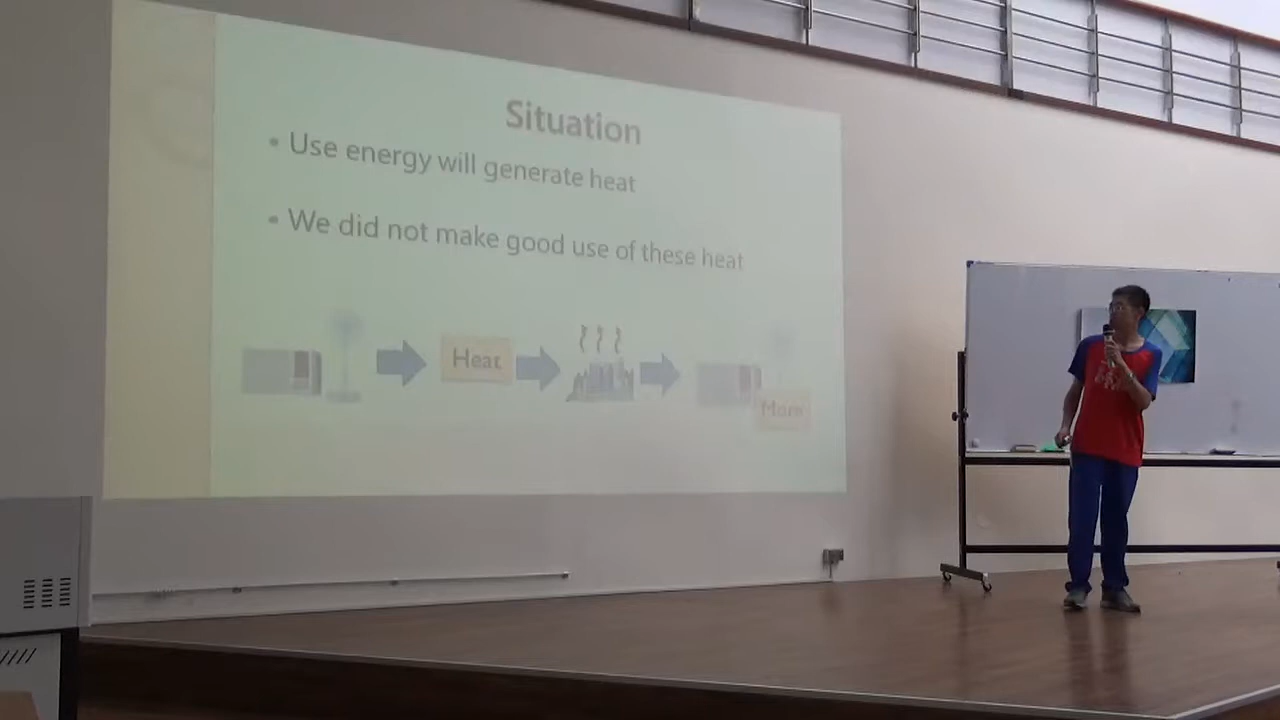 Situation
• Use energy will generate heat
• We did not make good use of these heat
Heat
More